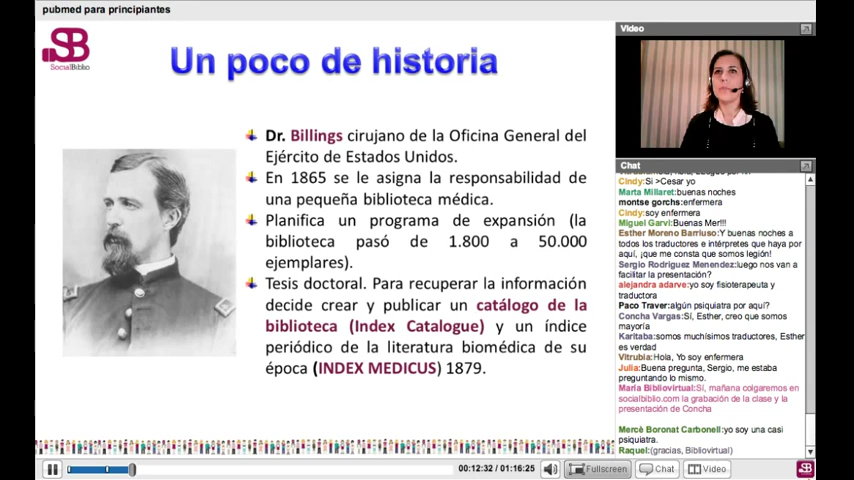 pubmed para principiantes
SB
SocialBiblio
Un poco de historia
Dr. Billings cirujano de la Oficina General del
Ejército de Estados Unidos.
En 1865 se le asigna la responsabilidad de
una pequeña biblioteca médica.
Planifica un programa de expansión (la
biblioteca pasó de 1.800 a 50.000
ejemplares).
Tesis doctoral. Para recuperar la información
decide crear y publicar un catálogo de la
biblioteca (Index Catalogue) y un índice
periódico de la literatura biomédica de su
época (INDEX MEDICUS) 1879.
Video
Chat
Cindy:Si >Cesar yo
Marta Millaret:buenas noches
montse gorchs:enfermera
Cindy:soy enfermera
Miguel Garvi:Buenas Mer!!!
Esther Moreno Barriuso:Y buenas noches a
todos los traductores e intérpretes que haya por
aquí, ¡que me consta que somos legión!
Sergio Rodriguez Menendez:luego nos van a
facilitar la presentación?
alejandra adarve:yo soy fisioterapeuta y
traductora
Paco Traver:algún psiquiatra por aquí?
Concha Vargas:Sí, Esther, creo que somos
mayoría
Karitaba:somos muchísimos traductores, Esther
es verdad
Vitrubia:Hola, Yo soy enfermera
Julia:Buena pregunta, Sergio, me estaba
preguntando lo mismo.
Maria Bibliovirtual:Sí, mañana colgaremos en
socialbiblio.com la grabación de la clase y la
presentación de Concha
Mercè Boronat Carbonell:yo soy una casi
psiquatra.
Raquel:(gracias, Bibliovirtual)
00:12:32 / 01:16:25
Fullscreen
Chat
Video
SB